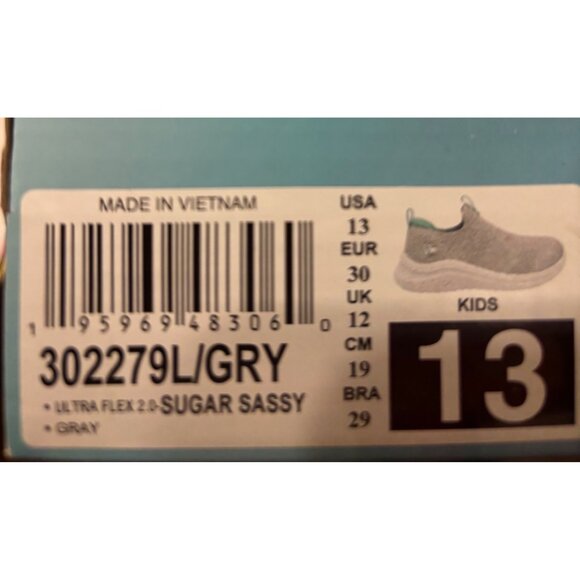 MADE IN VIETNAM
1 95969 48306 0
302279L/GRY
• ULTRA FLEX 2.0-SUGAR SASSY
• GRAY
USA
13
EUR
30
UK
12
CM
19
BRA
29
KIDS
13